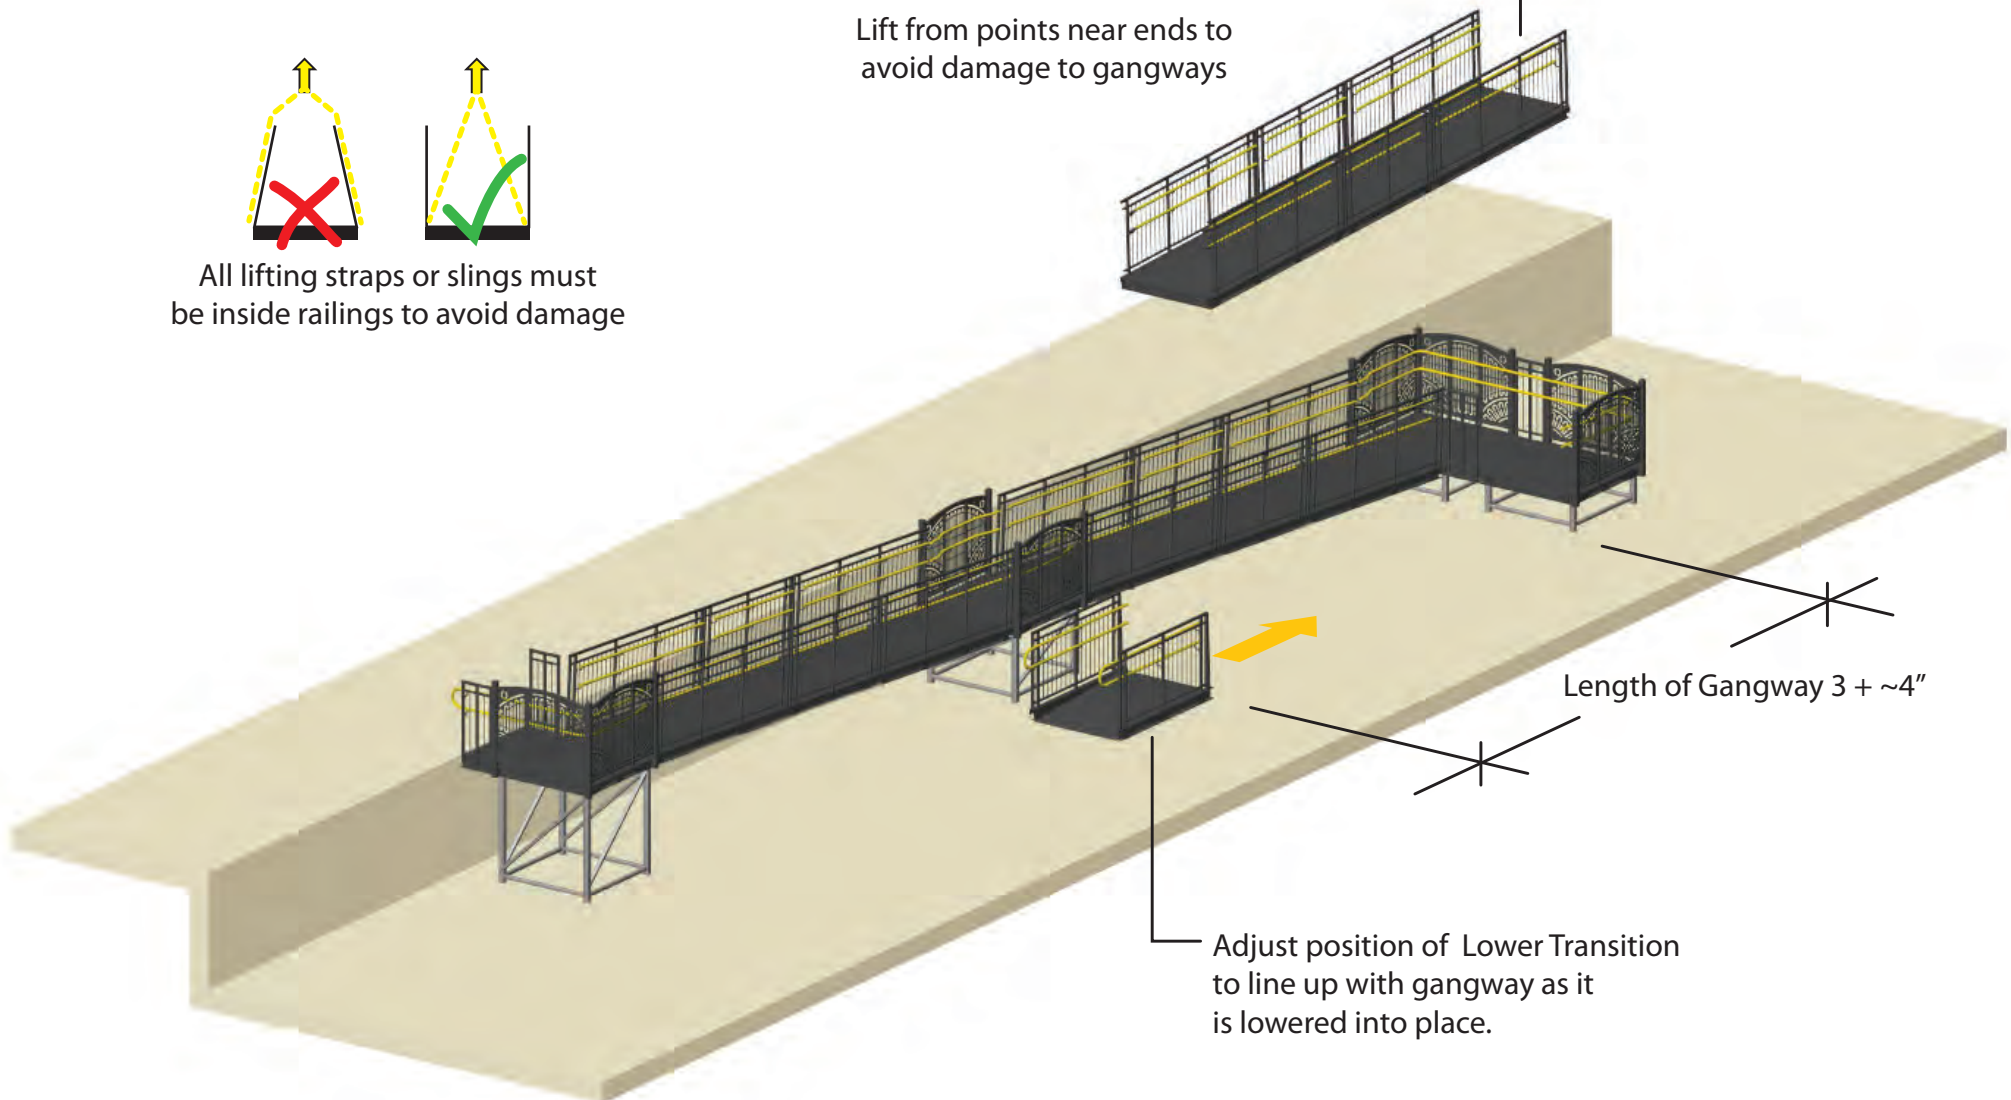 Lift from points near ends to
avoid damage to gangways
All lifting straps or slings must
be inside railings to avoid damage
Length of Gangway 3 + ~4”
Adjust position of Lower Transition
to line up with gangway as it
is lowered into place.